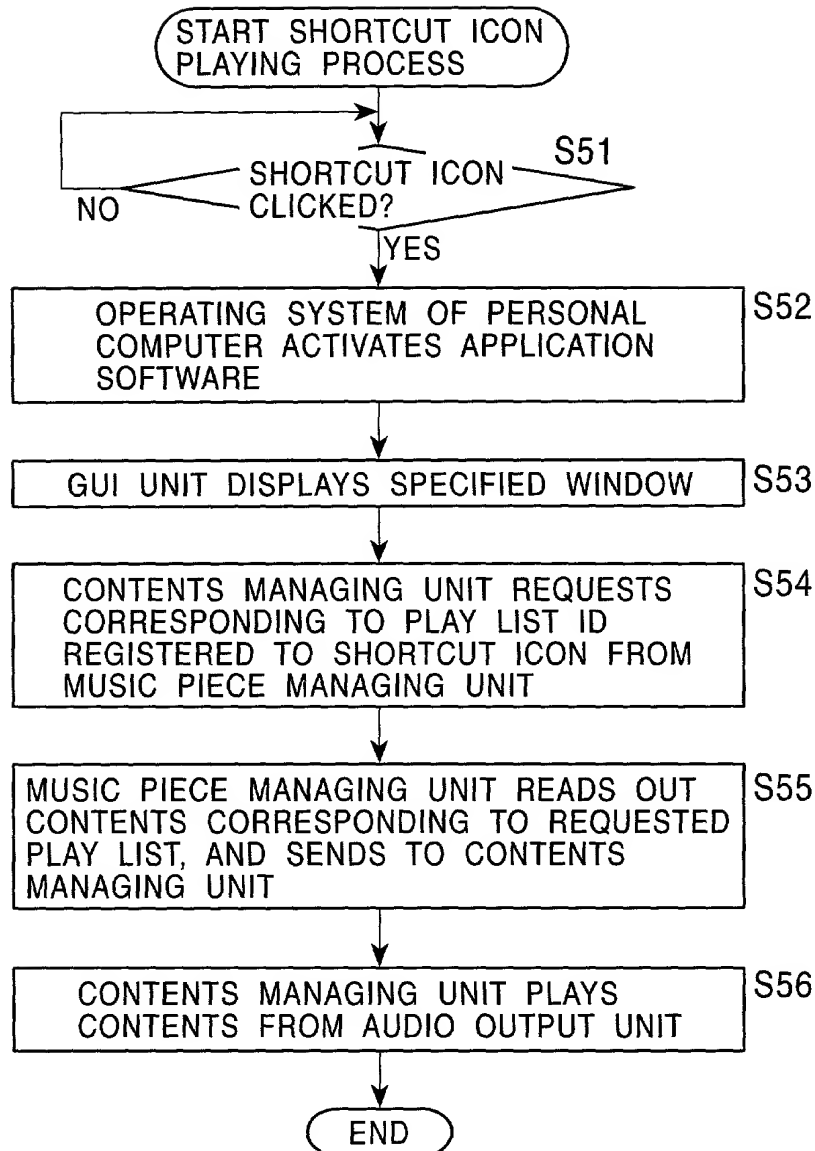 START SHORTCUT ICON
PLAYING PROCESS
S51
SHORTCUT ICON
CLICKED?
NO
YES
S52
OPERATING SYSTEM OF PERSONAL
COMPUTER ACTIVATES APPLICATION
SOFTWARE
GUI UNIT DISPLAYS SPECIFIED WINDOW
S53
S54
CONTENTS MANAGING UNIT REQUESTS
CORRESPONDING TO PLAY LIST ID
REGISTERED TO SHORTCUT ICON FROM
MUSIC PIECE MANAGING UNIT
S55
MUSIC PIECE MANAGING UNIT READS OUT
CONTENTS CORRESPONDING TO REQUESTED
PLAY LIST, AND SENDS TO CONTENTS
MANAGING UNIT
S56
CONTENTS MANAGING UNIT PLAYS
CONTENTS FROM AUDIO OUTPUT UNIT
END